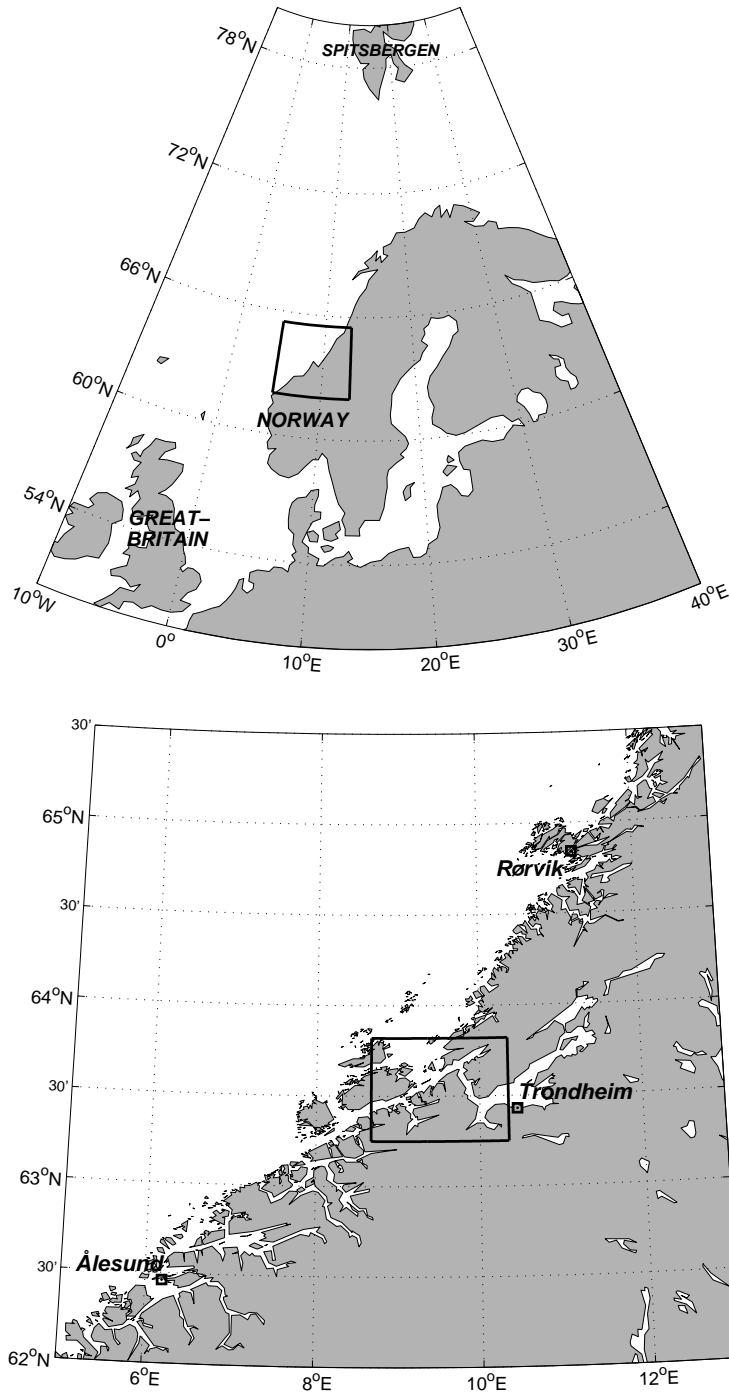 78°N
SPITSBERGEN
72°N
66°N
60°N
NORWAY
54°N
GREAT–
BRITAIN
10°W
0°
10°E
20°E
30°E
40°E
30'
65°N
Rørvik
30'
64°N
30'
Trondheim
63°N
Ålesund
30'
62°N
6°E
8°E
10°E
12°E